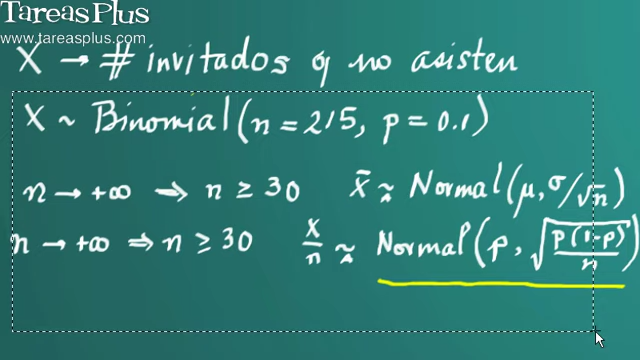 TareasPlus
www.tareasplus.com
X → # invitados q no asisten
X ~ Binomial(n = 215, p = 0.1)
n → +∞ ⇒ n ≥ 30 x̄ ≈ Normal(μ, σ/√n)
n → +∞ ⇒ n ≥ 30 X/n ≈ Normal(p, √(p(1-p)/n))